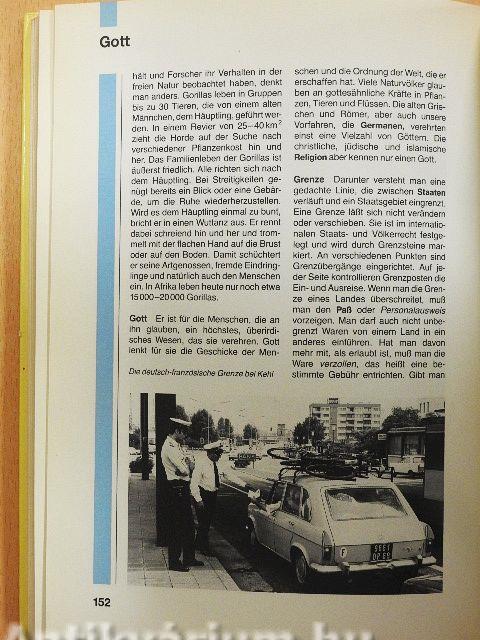 Gott
hält und Forscher ihr Verhalten in der
freien Natur beobachtet haben, denkt
man anders. Gorillas leben in Gruppen
bis zu 30 Tieren, die von einem alten
Männchen, dem Häuptling, geführt wer-
den. In einem Revier von 25–40 km²
zieht die Horde auf der Suche nach
verschiedener Pflanzenkost hin und
her. Das Familienleben der Gorillas ist
äußerst friedlich. Alle richten sich nach
dem Häuptling. Bei Streitigkeiten ge-
nügt bereits ein Blick oder eine Gebär-
de, um die Ruhe wiederherzustellen.
Wird es dem Häuptling einmal zu bunt,
bricht er in einen Wuttanz aus. Er rennt
dabei schreiend hin und her und trom-
melt mit der flachen Hand auf die Brust
oder auf den Boden. Damit schüchtert
er seine Artgenossen, fremde Eindring-
linge und natürlich auch den Menschen
ein. In Afrika leben heute nur noch etwa
15 000–20 000 Gorillas.
Gott Er ist für die Menschen, die an
ihn glauben, ein höchstes, überirdi-
sches Wesen, das sie verehren. Gott
lenkt für sie die Geschicke der Men-
schen und die Ordnung der Welt, die er
erschaffen hat. Viele Naturvölker glau-
ben an gottesähnliche Kräfte in Pflan-
zen, Tieren und Flüssen. Die alten Grie-
chen und Römer, aber auch unsere
Vorfahren, die Germanen, verehrten
einst eine Vielzahl von Göttern. Die
christliche, jüdische und islamische
Religion aber kennen nur einen Gott.
Grenze Darunter versteht man eine
gedachte Linie, die zwischen Staaten
verläuft und ein Staatsgebiet eingrenzt.
Eine Grenze läßt sich nicht verändern
oder verschieben. Sie ist im internatio-
nalen Staats- und Völkerrecht festge-
legt und wird durch Grenzsteine mar-
kiert. An verschiedenen Punkten sind
Grenzübergänge eingerichtet. Auf je-
der Seite kontrollieren Grenzposten die
Ein- und Ausreise. Wenn man die Gren-
ze eines Landes überschreitet, muß
man den Paß oder Personalausweis
vorzeigen. Man darf auch nicht unbe-
grenzt Waren von einem Land in ein
anderes einführen. Hat man davon
mehr mit, als erlaubt ist, muß man die
Ware verzollen, das heißt eine be-
stimmte Gebühr entrichten. Gibt man
Die deutsch-französische Grenze bei Kehl
F
152
Antikvárium.hu